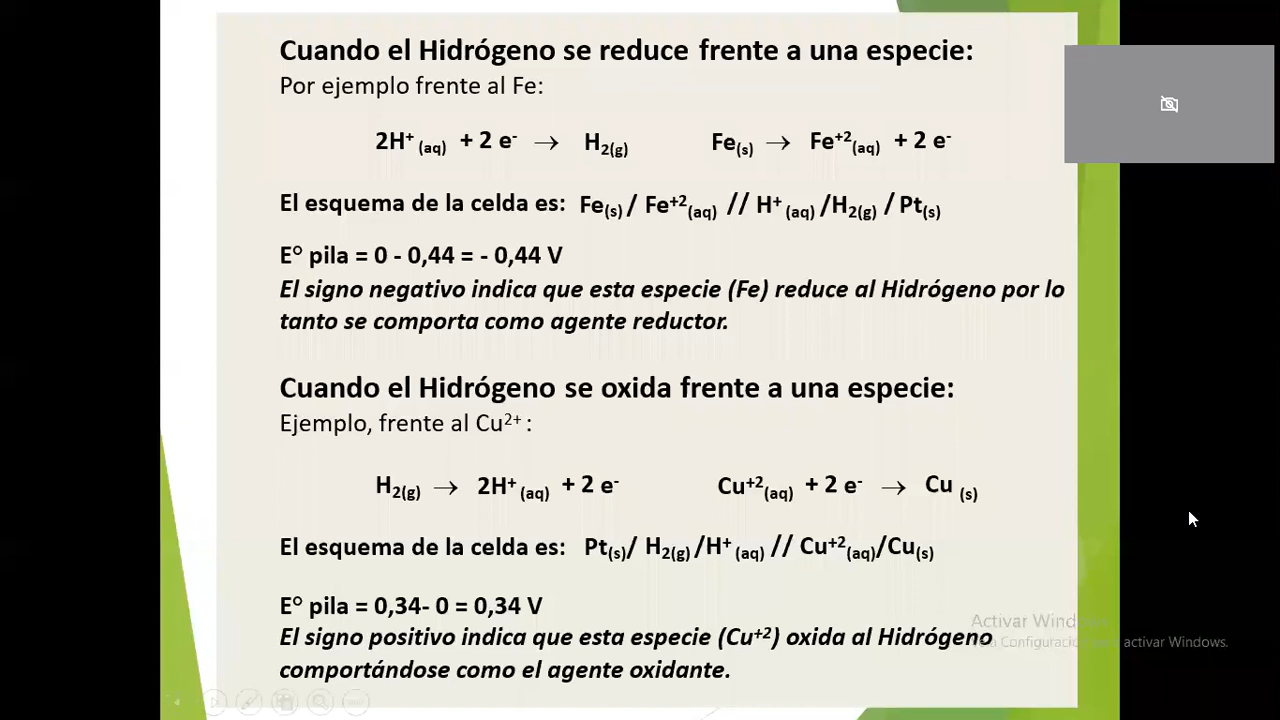 Cuando el Hidrógeno se reduce frente a una especie:
Por ejemplo frente al Fe:
2H⁺ (aq) + 2 e⁻ → H₂(g) Fe(s) → Fe⁺²(aq) + 2 e⁻
El esquema de la celda es: Fe(s) / Fe⁺²(aq) // H⁺ (aq) /H₂(g) / Pt(s)
E° pila = 0 - 0,44 = - 0,44 V
El signo negativo indica que esta especie (Fe) reduce al Hidrógeno por lo
tanto se comporta como agente reductor.
Cuando el Hidrógeno se oxida frente a una especie:
Ejemplo, frente al Cu²⁺ :
H₂(g) → 2H⁺ (aq) + 2 e⁻ Cu⁺²(aq) + 2 e⁻ → Cu (s)
El esquema de la celda es: Pt(s)/ H₂(g) /H⁺ (aq) // Cu⁺²(aq)/Cu(s)
E° pila = 0,34- 0 = 0,34 V
Activar Windows
El signo positivo indica que esta especie (Cu⁺²) oxida al Hidrógeno
activar Windows.
comportándose como el agente oxidante.